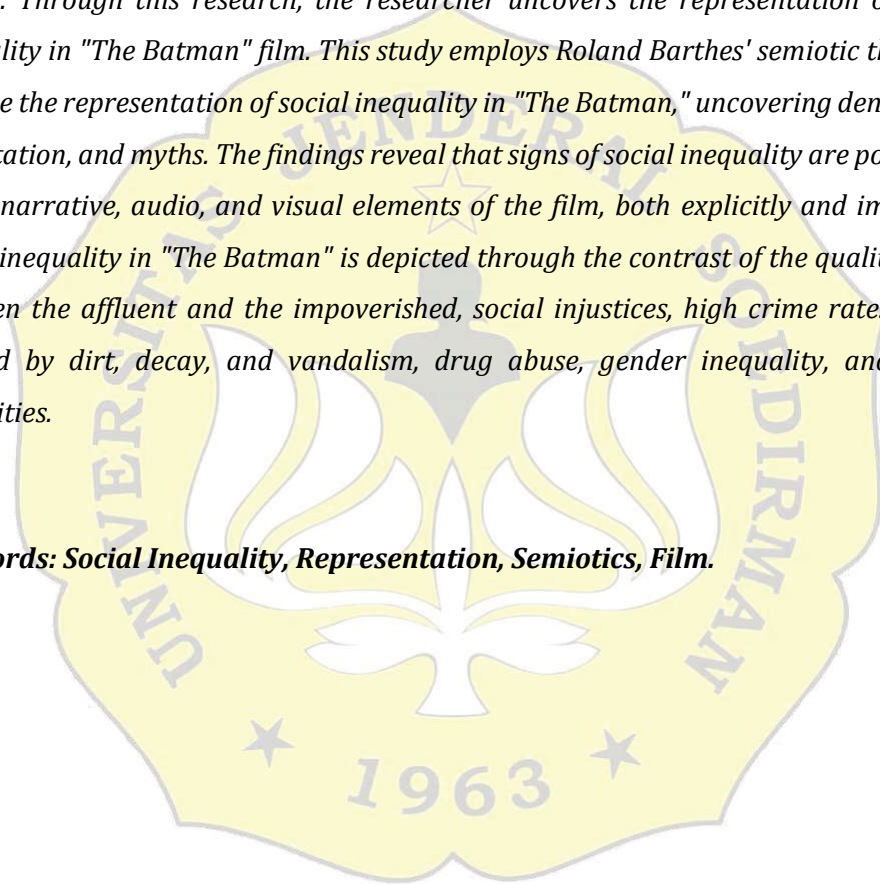 . Through this research, the researcher uncovers the representation o
lity in "The Batman" film. This study employs Roland Barthes' semiotic th
e the representation of social inequality in "The Batman," uncovering den
tation, and myths. The findings reveal that signs of social inequality are po
narrative, audio, and visual elements of the film, both explicitly and im
inequality in "The Batman" is depicted through the contrast of the qualit
en the affluent and the impoverished, social injustices, high crime rate
d by dirt, decay, and vandalism, drug abuse, gender inequality, and
ities.
ords: Social Inequality, Representation, Semiotics, Film.
UNIVERSITAS JENDERAL SOEDIRMAN
1963